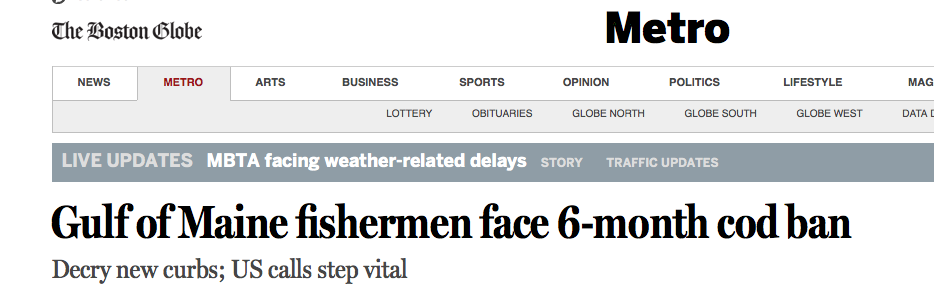 The Boston Globe
Metro
NEWS METRO ARTS BUSINESS SPORTS OPINION POLITICS LIFESTYLE MAG
LOTTERY OBITUARIES GLOBE NORTH GLOBE SOUTH GLOBE WEST DATA D
LIVE UPDATES MBTA facing weather-related delays STORY TRAFFIC UPDATES
Gulf of Maine fishermen face 6-month cod ban
Decry new curbs; US calls step vital